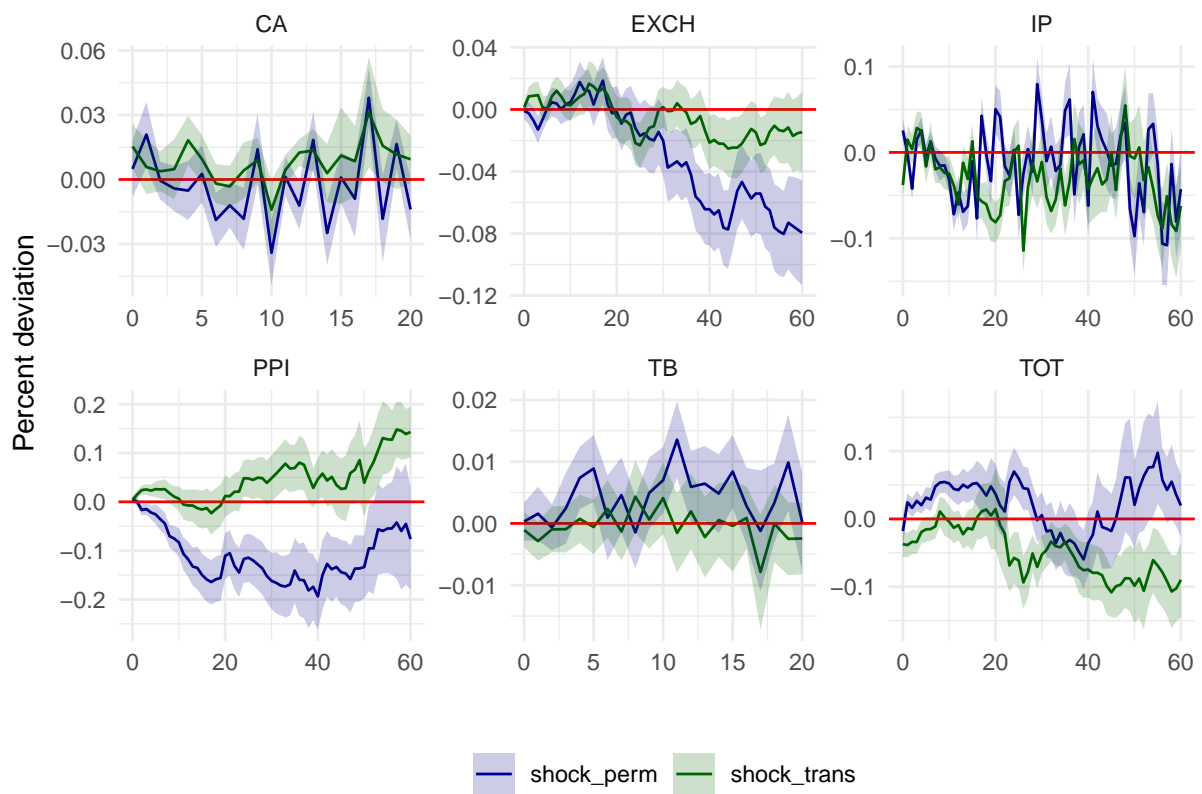 CA
EXCH
IP
0.06
0.03
0.00
−0.03
0 5 10 15 20
0.04
0.00
−0.04
−0.08
−0.12
0 20 40 60
0.1
0.0
−0.1
0 20 40 60
Percent deviation
PPI
TB
TOT
0.2
0.1
0.0
−0.1
−0.2
0 20 40 60
0.02
0.01
0.00
−0.01
0 5 10 15 20
0.1
0.0
−0.1
0 20 40 60
shock_perm shock_trans